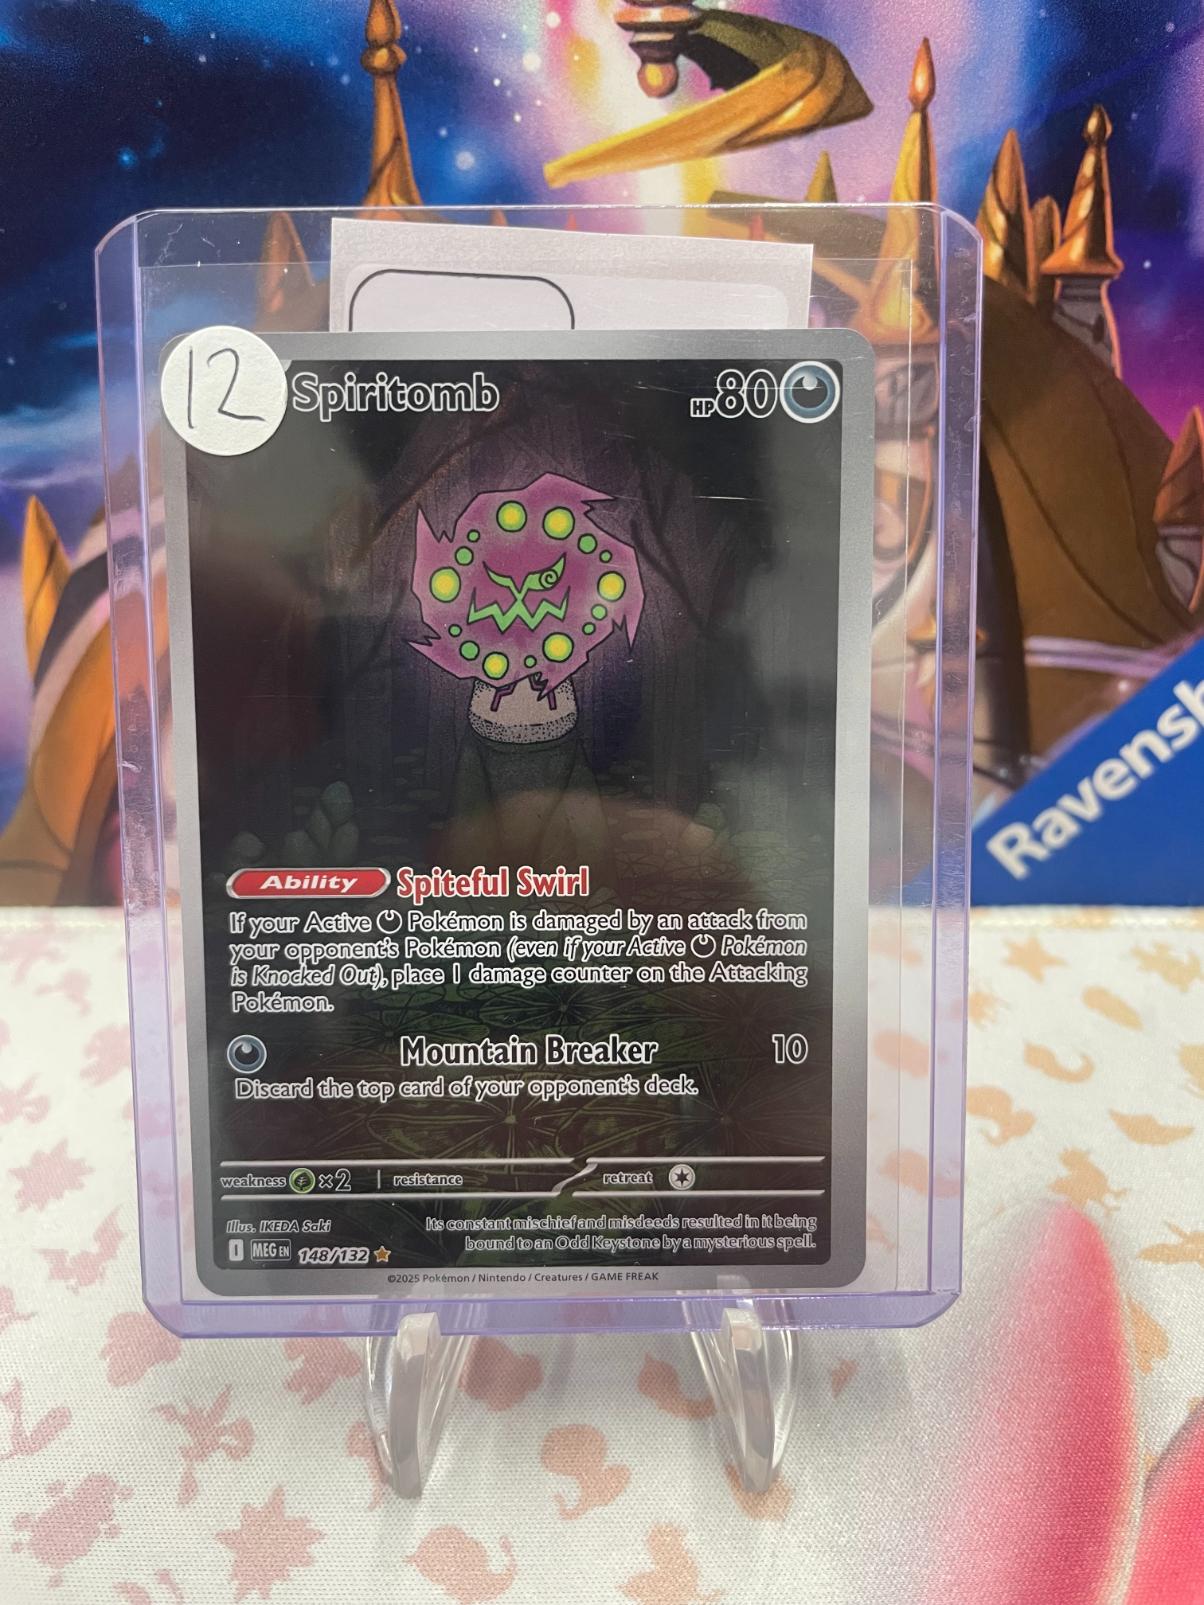 12
Spiritomb
HP80
Ravensb
Ability Spiteful Swirl
If your Active Pokémon is damaged by an attack from
your opponent's Pokémon (even if your Active Pokémon
is Knocked Out), place 1 damage counter on the Attacking
Pokémon.
Mountain Breaker 10
Discard the top card of your opponent's deck.
weakness ×2 resistance retreat
Illus. IKEDA Saki
Its constant mischief and misdeeds resulted in it being
bound to an Odd Keystone by a mysterious spell.
I MEG EN 148/132
©2025 Pokémon / Nintendo / Creatures / GAME FREAK